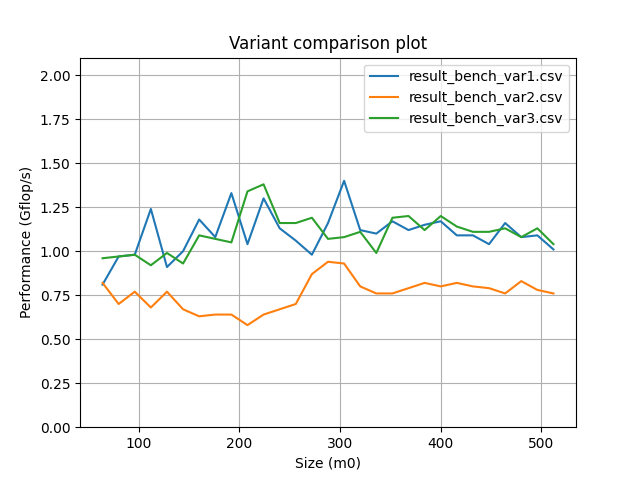 Variant comparison plot
result_bench_var1.csv
result_bench_var2.csv
result_bench_var3.csv
Performance (Gflop/s)
2.00
1.75
1.50
1.25
1.00
0.75
0.50
0.25
0.00
100 200 300 400 500
Size (m0)